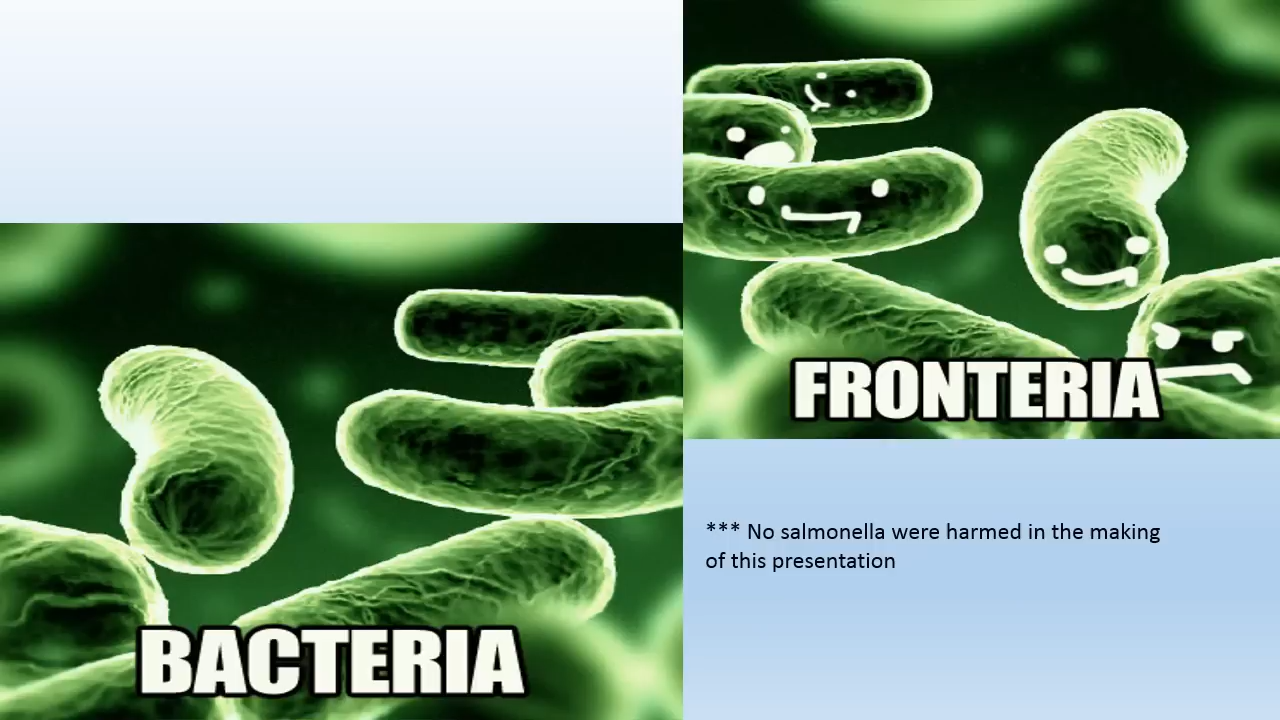 FRONTERIA
*** No salmonella were harmed in the making
of this presentation
BACTERIA